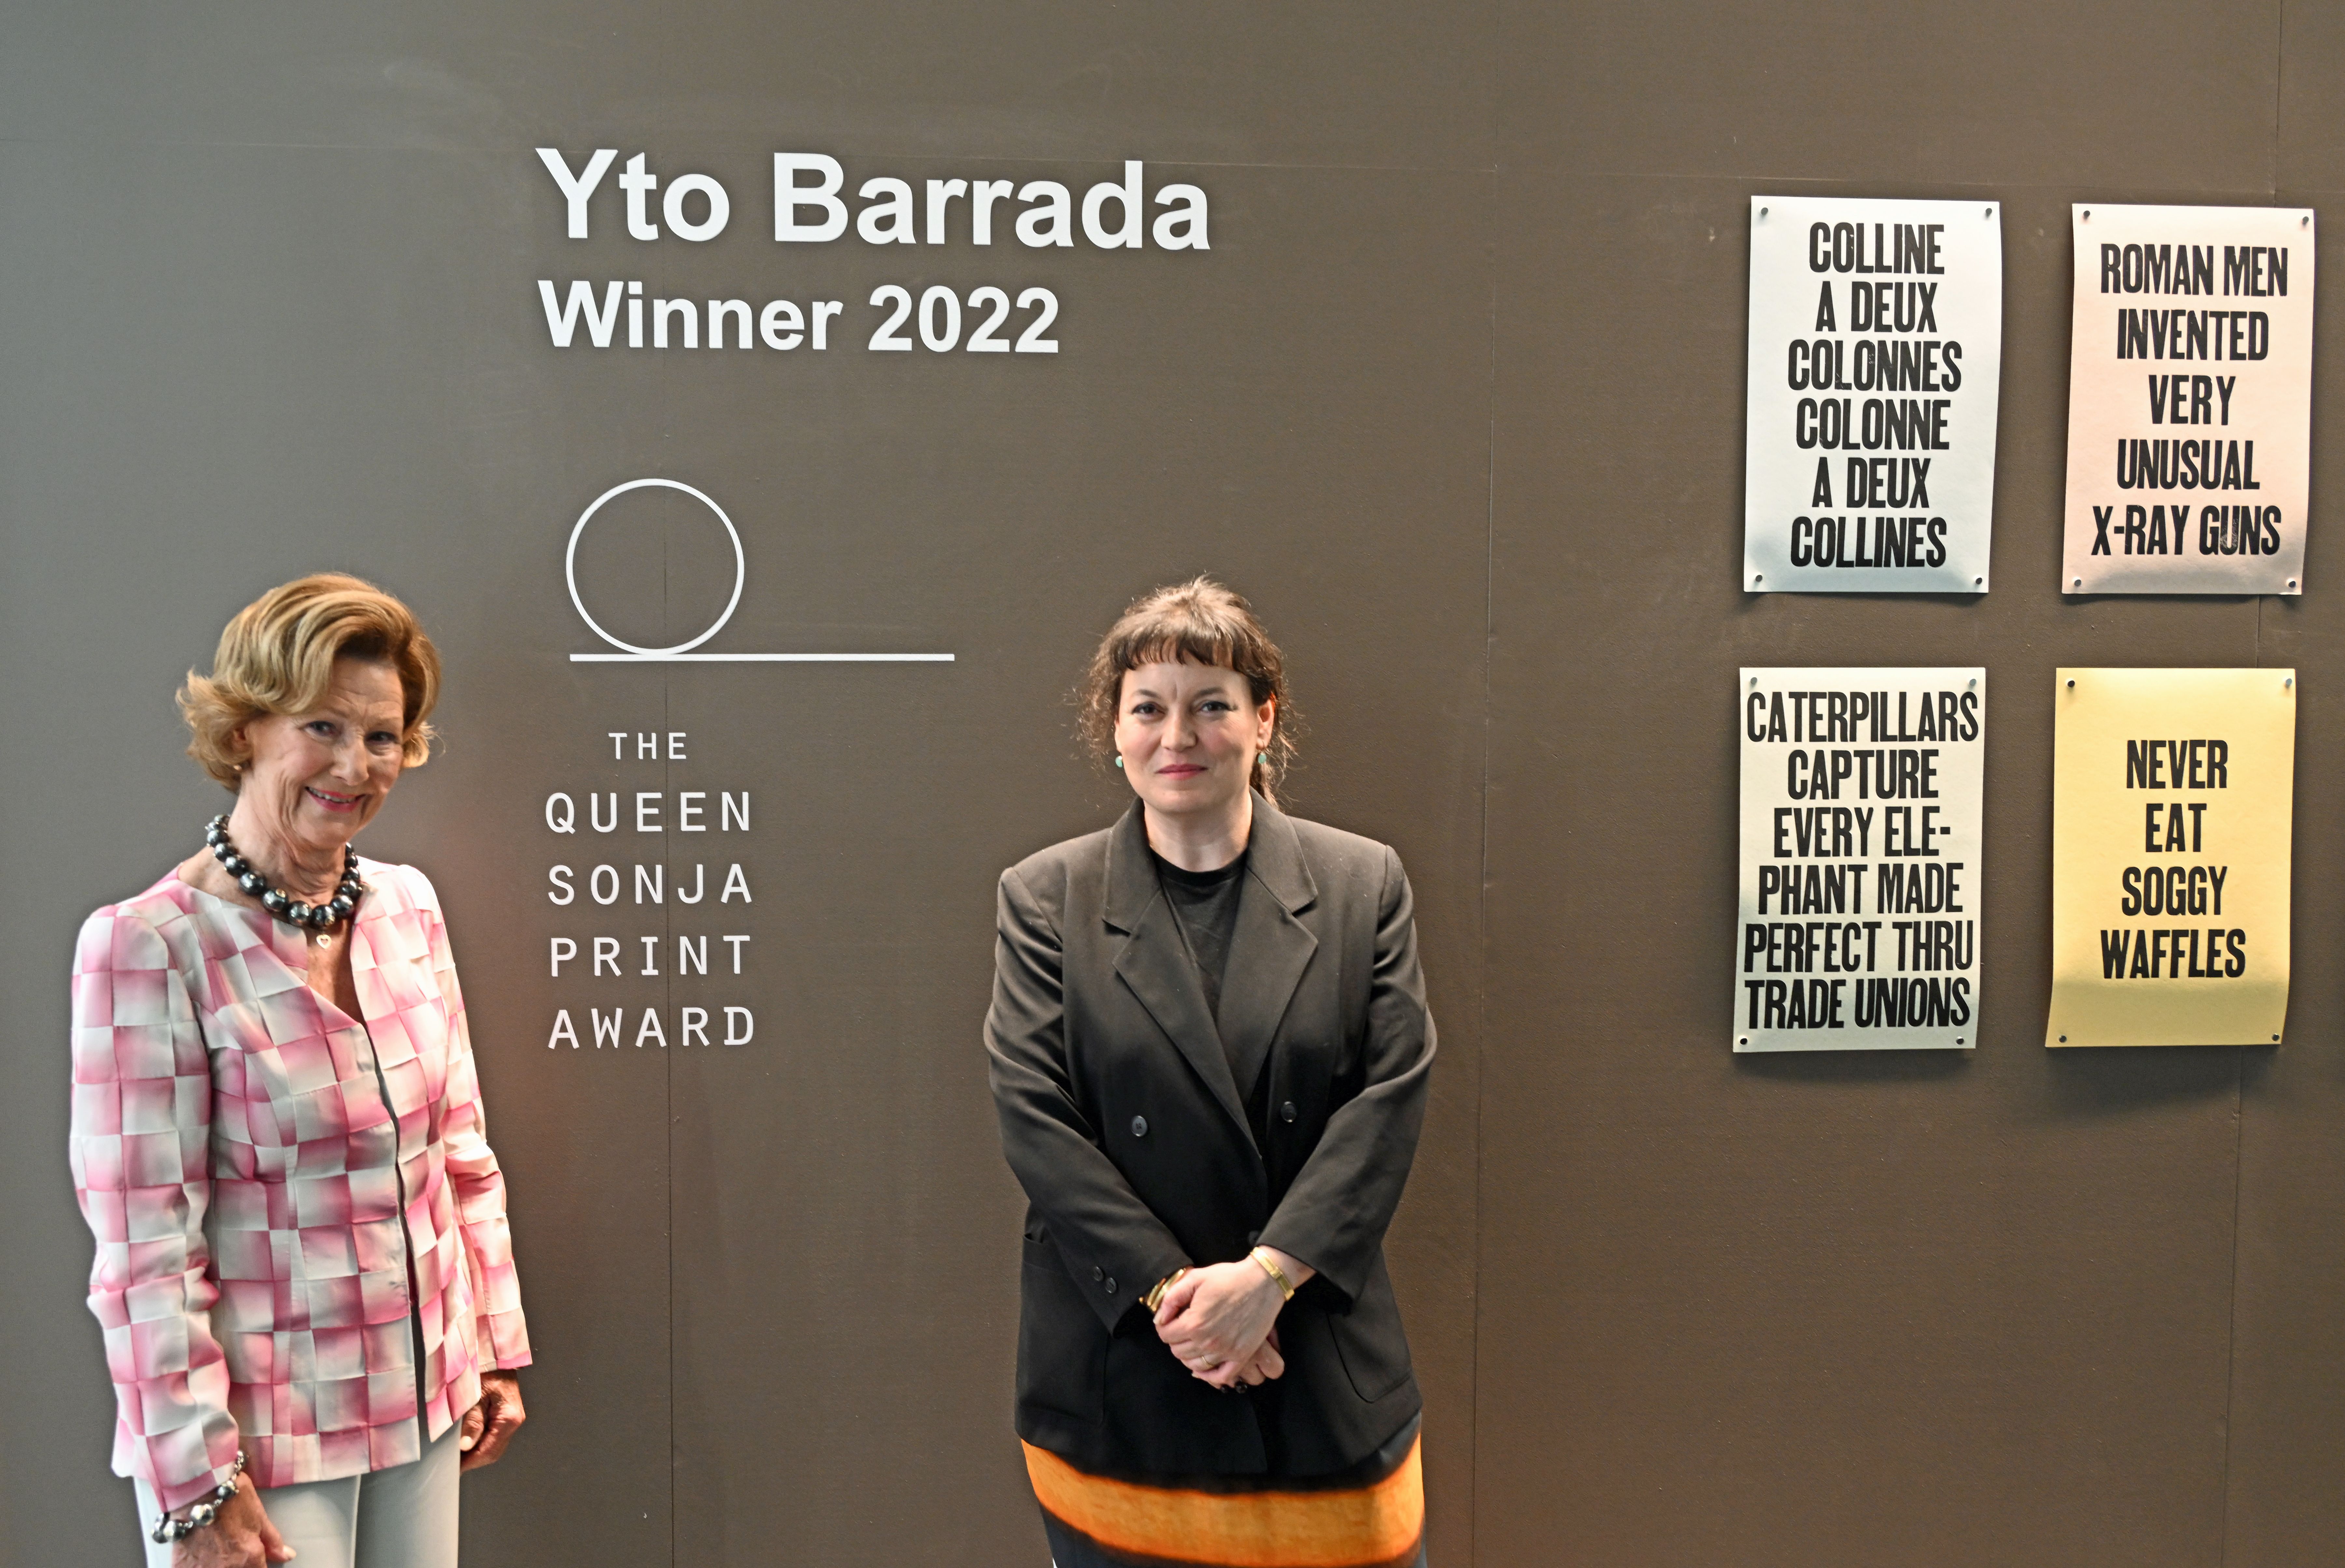 Yto Barrada
Winner 2022
THE
QUEEN
SONJA
PRINT
AWARD
COLLINE
A DEUX
COLONNES
COLONNE
A DEUX
COLLINES
ROMAN MEN
INVENTED
VERY
UNUSUAL
X-RAY GUNS
CATERPILLARS
CAPTURE
EVERY ELE-
PHANT MADE
PERFECT THRU
TRADE UNIONS
NEVER
EAT
SOGGY
WAFFLES